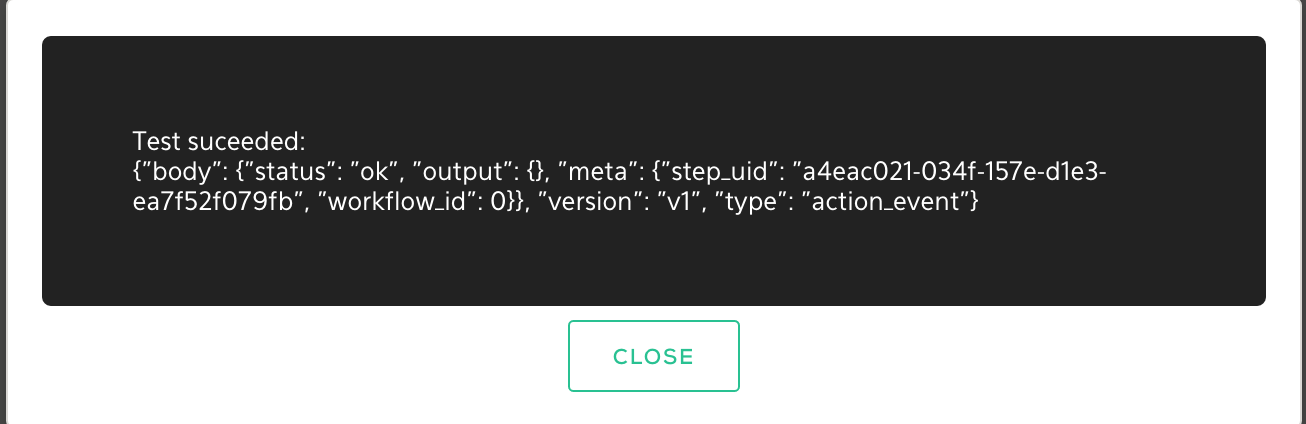 Test suceeded:
{"body": {"status": "ok", "output": {}, "meta": {"step_uid": "a4eac021-034f-157e-d1e3-
ea7f52f079fb", "workflow_id": 0}}, "version": "v1", "type": "action_event"}
CLOSE